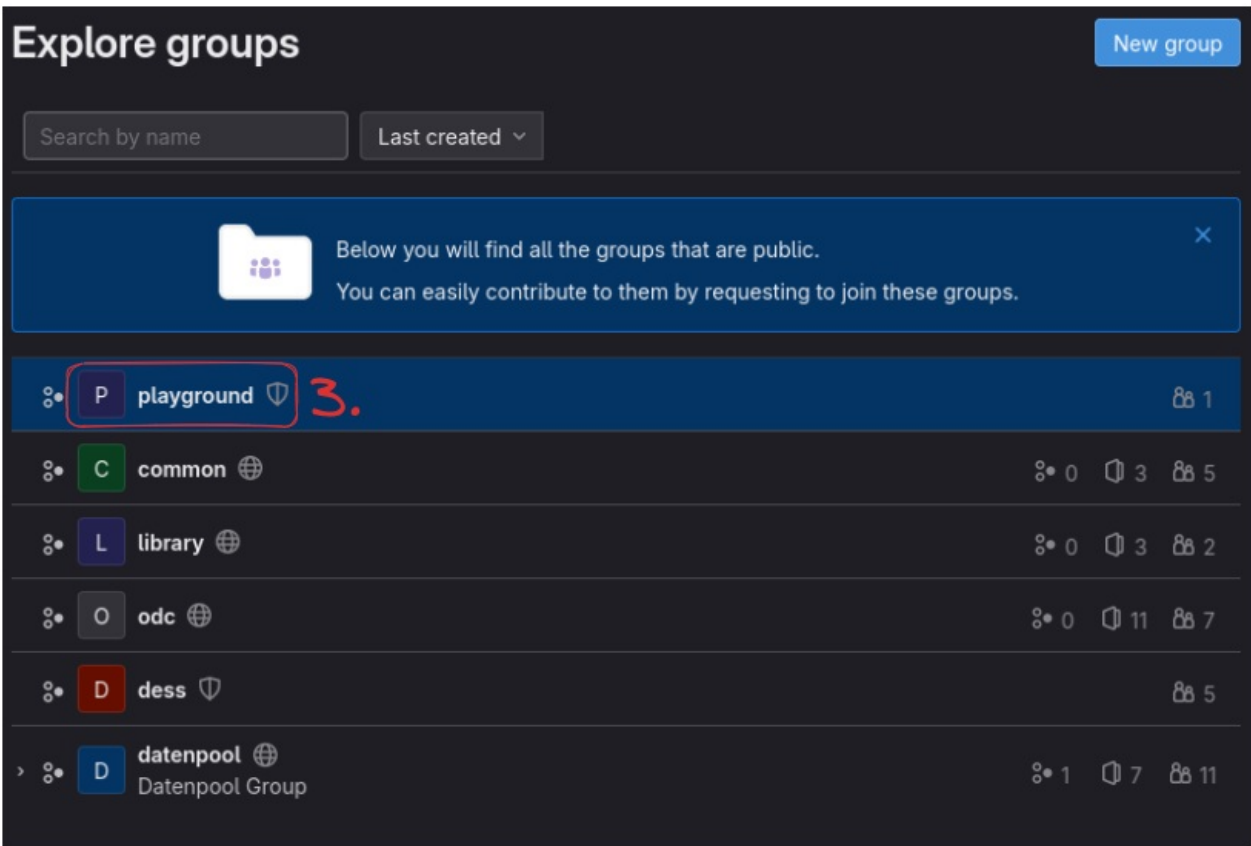 Explore groups
New group
Search by name
Last created
Below you will find all the groups that are public.
You can easily contribute to them by requesting to join these groups.
P playground 3. 1
C common 0 3 5
L library 0 3 2
O odc 0 11 7
D dess 5
D datenpool 1 7 11
Datenpool Group